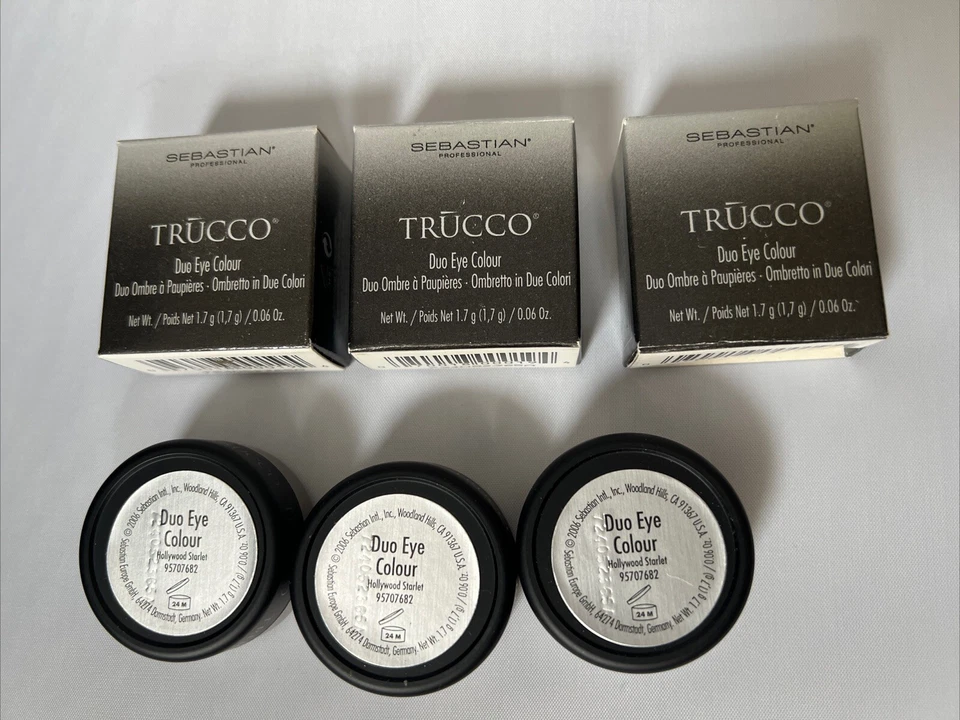 SEBASTIAN®
PROFESSIONAL
TRŪCCO®
Duo Eye Colour
Duo Ombre à Paupières - Ombretto in Due Colori
Net Wt. / Poids Net 1.7 g (1,7 g) / 0.06 Oz.
SEBASTIAN®
PROFESSIONAL
TRŪCCO®
Duo Eye Colour
Duo Ombre à Paupières - Ombretto in Due Colori
Net Wt. / Poids Net 1.7 g (1,7 g) / 0.06 Oz.
SEBASTIAN®
PROFESSIONAL
TRŪCCO®
Duo Eye Colour
Duo Ombre à Paupières - Ombretto in Due Colori
Net Wt. / Poids Net 1.7 g (1,7 g) / 0.06 Oz.
© 2006 Sebastian Intl., Inc., Woodland Hills, CA 91367 U.S.A.
Duo Eye
Colour
Hollywood Starlet
95707682
24 M
Sebastian Europe GmbH, 64274 Darmstadt, Germany. Net Wt. 1.7 g (1,7 g) / 0.06 Oz.
© 2006 Sebastian Intl., Inc., Woodland Hills, CA 91367 U.S.A.
Duo Eye
Colour
Hollywood Starlet
95707682
24 M
Sebastian Europe GmbH, 64274 Darmstadt, Germany. Net Wt. 1.7 g (1,7 g) / 0.06 Oz.
© 2006 Sebastian Intl., Inc., Woodland Hills, CA 91367 U.S.A.
Duo Eye
Colour
Hollywood Starlet
95707682
24 M
Sebastian Europe GmbH, 64274 Darmstadt, Germany. Net Wt. 1.7 g (1,7 g) / 0.06 Oz.